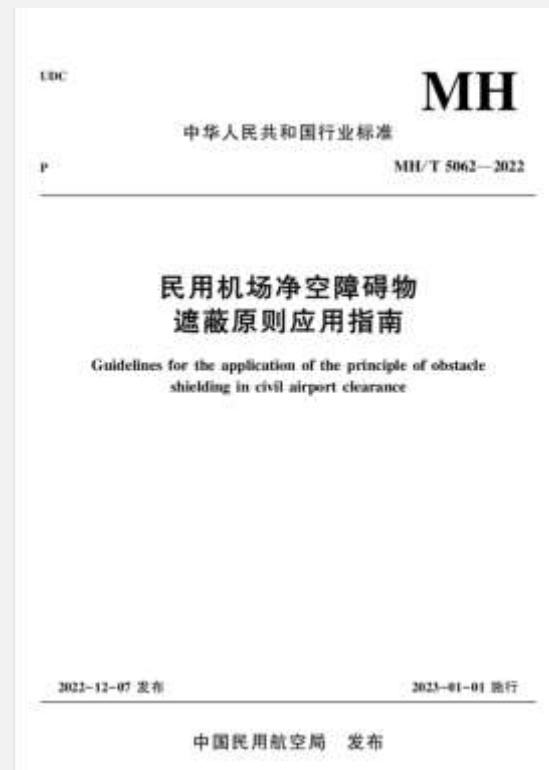 UDC
MH
中华人民共和国行业标准
P
MH/T 5062—2022
民用机场净空障碍物
遮蔽原则应用指南
Guidelines for the application of the principle of obstacle
shielding in civil airport clearance
2022-12-07 发布
2023-01-01 施行
中国民用航空局 发布